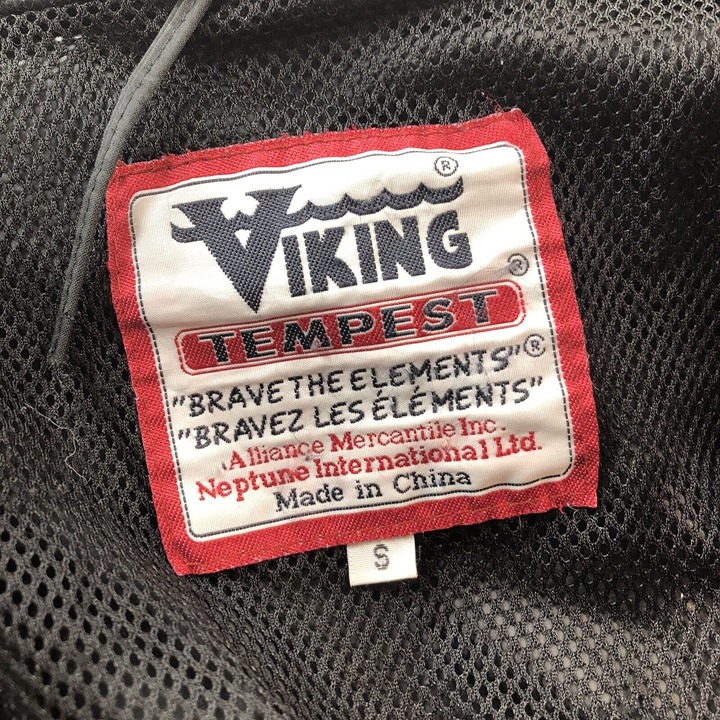 ®
VIKING
®
TEMPEST
"BRAVE THE ELEMENTS"®
"BRAVEZ LES ÉLÉMENTS"
Alliance Mercantile Inc.
Neptune International Ltd.
Made in China
S